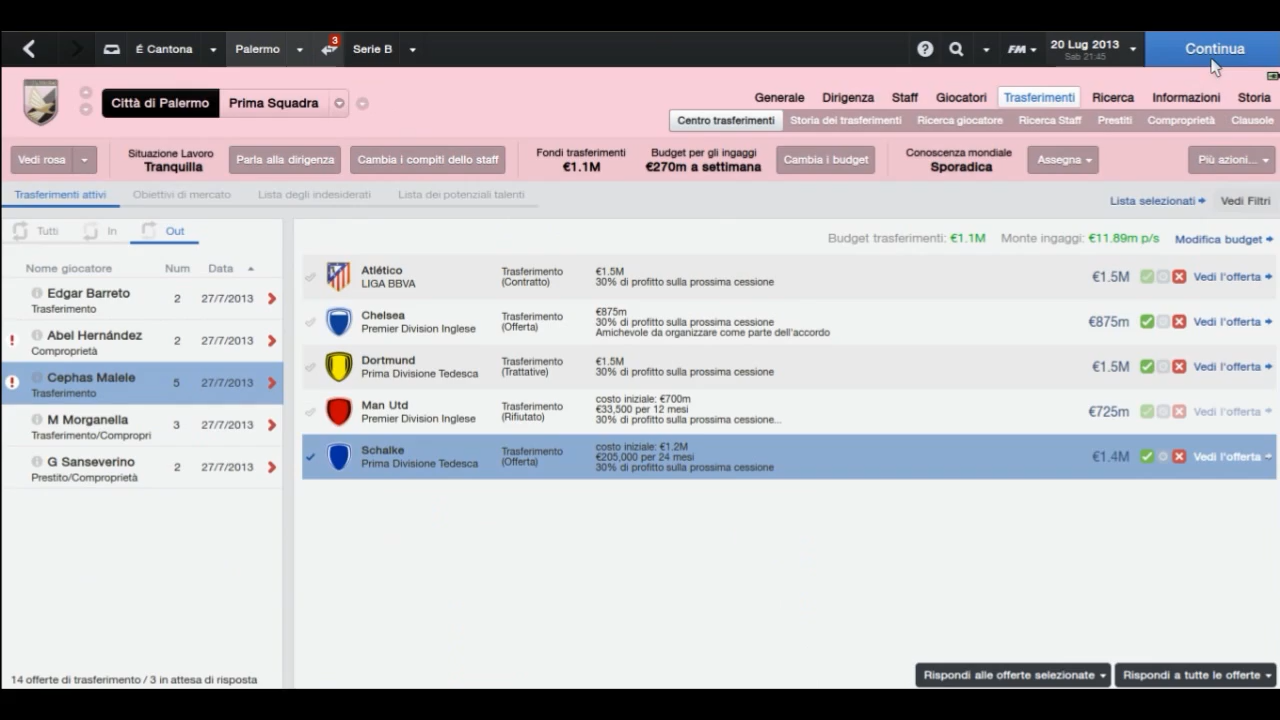 É Cantona
Palermo
3
Serie B
FM
20 Lug 2013
Sab 21:45
Continua
Città di Palermo
Prima Squadra
Generale
Dirigenza
Staff
Giocatori
Trasferimenti
Ricerca
Informazioni
Storia
Centro trasferimenti
Storia dei trasferimenti
Ricerca giocatore
Ricerca Staff
Prestiti
Comproprietà
Clausole
Vedi rosa
Situazione Lavoro
Tranquilla
Parla alla dirigenza
Cambia i compiti dello staff
Fondi trasferimenti
€1.1M
Budget per gli ingaggi
€270m a settimana
Cambia i budget
Conoscenza mondiale
Sporadica
Assegna
Più azioni...
Trasferimenti attivi
Obiettivi di mercato
Lista degli indesiderati
Lista dei potenziali talenti
Lista selezionati
Vedi Filtri
Tutti
In
Out
Budget trasferimenti: €1.1M
Monte ingaggi: €11.89m p/s
Modifica budget
Nome giocatore Num Data
Edgar Barreto 2 27/7/2013
Trasferimento
Abel Hernández 2 27/7/2013
Comproprietà
Cephas Malele 5 27/7/2013
Trasferimento
M Morganella 3 27/7/2013
Trasferimento/Compropri
G Sanseverino 2 27/7/2013
Prestito/Comproprietà
Atlético
LIGA BBVA
Trasferimento
(Contratto)
€1.5M
30% di profitto sulla prossima cessione
€1.5M
Vedi l'offerta
Chelsea
Premier Division Inglese
Trasferimento
(Offerta)
€875m
30% di profitto sulla prossima cessione
Amichevole da organizzare come parte dell'accordo
€875m
Vedi l'offerta
Dortmund
Prima Divisione Tedesca
Trasferimento
(Trattative)
€1.5M
30% di profitto sulla prossima cessione
€1.5M
Vedi l'offerta
Man Utd
Premier Division Inglese
Trasferimento
(Rifiutato)
costo iniziale: €700m
€33,500 per 12 mesi
30% di profitto sulla prossima cessione...
€725m
Vedi l'offerta
Schalke
Prima Divisione Tedesca
Trasferimento
(Offerta)
costo iniziale: €1.2M
€205,000 per 24 mesi
30% di profitto sulla prossima cessione
€1.4M
Vedi l'offerta
14 offerte di trasferimento / 3 in attesa di risposta
Rispondi alle offerte selezionate
Rispondi a tutte le offerte